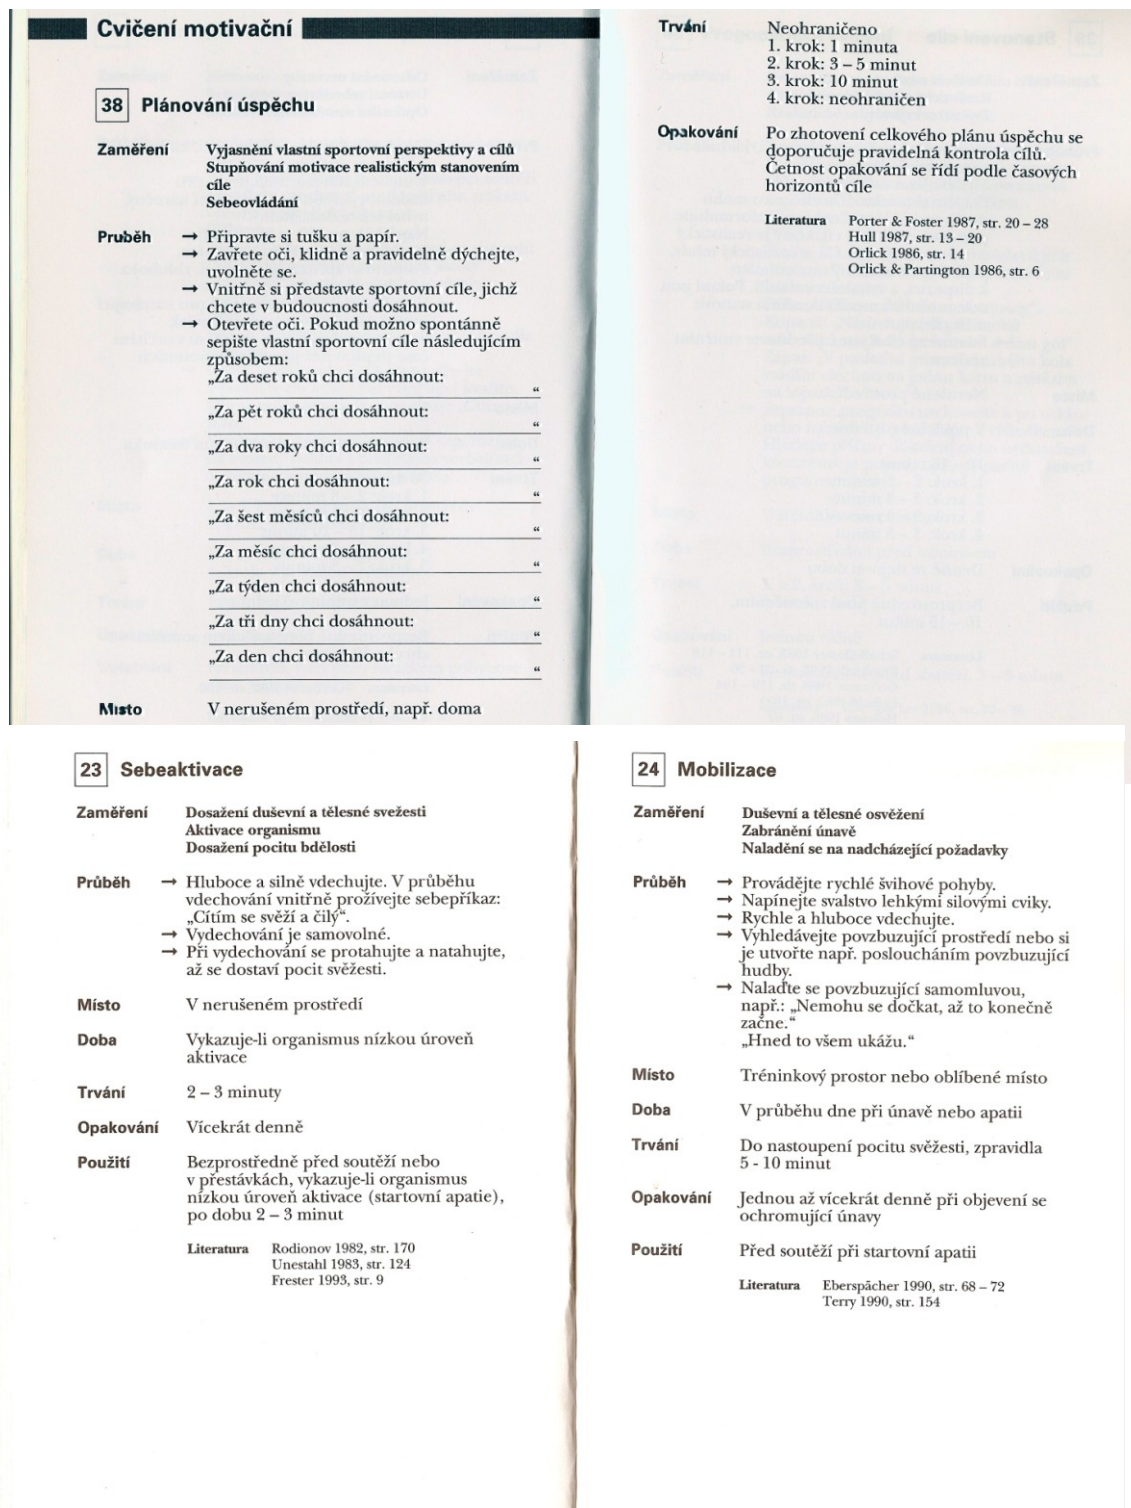 Cvičení motivační
38 Plánování úspěchu
Zaměření Vyjasnění vlastní sportovní perspektivy a cílů
Stupňování motivace realistickým stanovením
cíle
Sebeovládání
Pruběh → Připravte si tušku a papír.
→ Zavřete oči, klidně a pravidelně dýchejte,
uvolněte se.
→ Vnitřně si představte sportovní cíle, jichž
chcete v budoucnosti dosáhnout.
→ Otevřete oči. Pokud možno spontánně
sepište vlastní sportovní cíle následujícím
způsobem:
„Za deset roků chci dosáhnout:
“
„Za pět roků chci dosáhnout:
“
„Za dva roky chci dosáhnout:
“
„Za rok chci dosáhnout:
“
„Za šest měsíců chci dosáhnout:
“
„Za měsíc chci dosáhnout:
“
„Za týden chci dosáhnout:
“
„Za tři dny chci dosáhnout:
“
„Za den chci dosáhnout:
“
Místo V nerušeném prostředí, např. doma
Trvání Neohraničeno
1. krok: 1 minuta
2. krok: 3 – 5 minut
3. krok: 10 minut
4. krok: neohraničen
Opakování Po zhotovení celkového plánu úspěchu se
doporučuje pravidelná kontrola cílů.
Četnost opakování se řídí podle časových
horizontů cíle
Literatura Porter & Foster 1987, str. 20 – 28
Hull 1987, str. 13 – 20
Orlick 1986, str. 14
Orlick & Partington 1986, str. 6
23 Sebeaktivace
Zaměření Dosažení duševní a tělesné svežesti
Aktivace organismu
Dosažení pocitu bdělosti
Průběh → Hluboce a silně vdechujte. V průběhu
vdechování vnitřně prožívejte sebepříkaz:
„Cítím se svěží a čilý“.
→ Vydechování je samovolné.
→ Při vydechování se protahujte a natahujte,
až se dostaví pocit svěžesti.
Místo V nerušeném prostředí
Doba Vykazuje-li organismus nízkou úroveň
aktivace
Trvání 2 – 3 minuty
Opakování Vícekrát denně
Použití Bezprostředně před soutěží nebo
v přestávkách, vykazuje-li organismus
nízkou úroveň aktivace (startovní apatie),
po dobu 2 – 3 minut
Literatura Rodionov 1982, str. 170
Unestahl 1983, str. 124
Frester 1993, str. 9
24 Mobilizace
Zaměření Duševní a tělesné osvěžení
Zabránění únavě
Naladění se na nadcházející požadavky
Průběh → Provádějte rychlé švihové pohyby.
→ Napínejte svalstvo lehkými silovými cviky.
→ Rychle a hluboce vdechujte.
→ Vyhledávejte povzbuzující prostředí nebo si
je utvořte např. posloucháním povzbuzující
hudby.
→ Nalaďte se povzbuzující samomluvou,
např.: „Nemohu se dočkat, až to konečně
začne.“
„Hned to všem ukážu.“
Místo Tréninkový prostor nebo oblíbené místo
Doba V průběhu dne při únavě nebo apatii
Trvání Do nastoupení pocitu svěžesti, zpravidla
5 - 10 minut
Opakování Jednou až vícekrát denně při objevení se
ochromující únavy
Použití Před soutěží při startovní apatii
Literatura Eberspächer 1990, str. 68 – 72
Terry 1990, str. 154